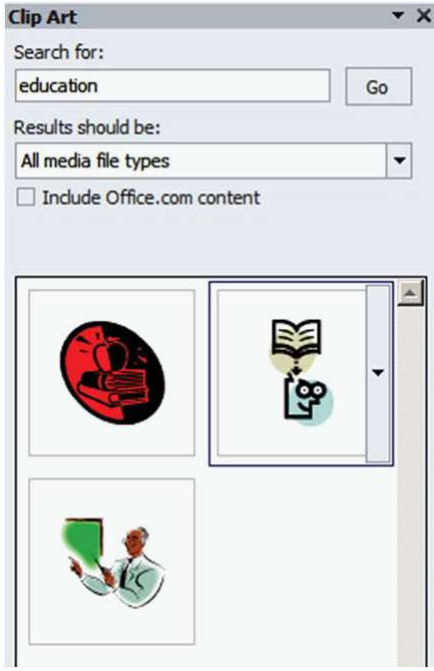 Clip Art
Search for:
education
Go
Results should be:
All media file types
Include Office.com content